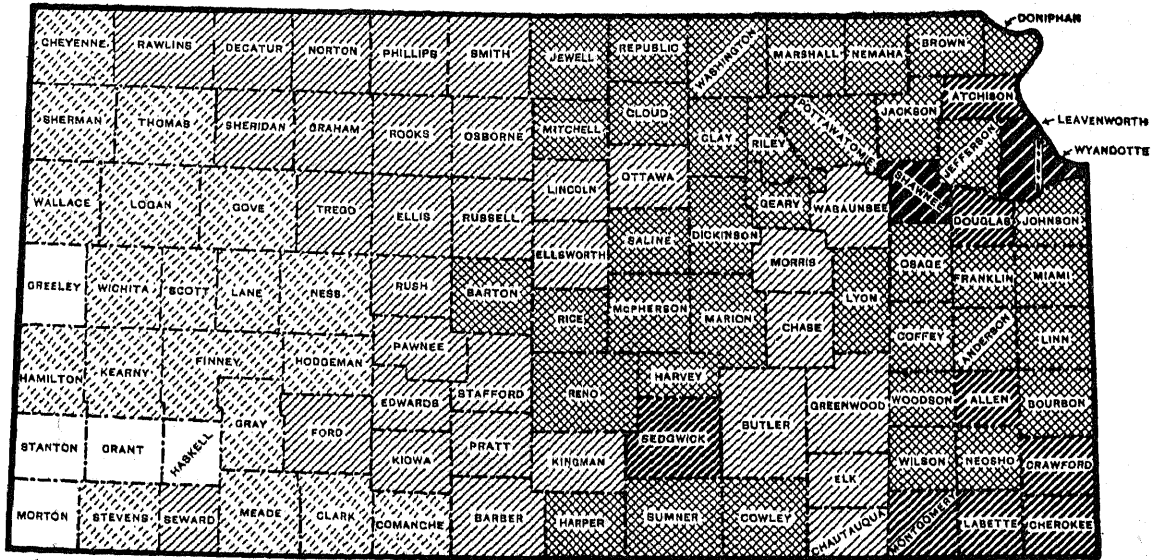 DONIPHAN
CHEYENNE RAWLINS DECATUR NORTON PHILLIPS SMITH JEWELL REPUBLIC WASHINGTON MARSHALL NEMAHA BROWN
ATCHISON
SHERMAN THOMAS SHERIDAN GRAHAM ROOKS OSBORNE MITCHELL CLOUD CLAY RILEY POTTAWATOMIE JACKSON JEFFERSON LEAVENWORTH
WYANDOTTE
WALLACE LOGAN GOVE TREGO ELLIS RUSSELL LINCOLN OTTAWA GEARY WABAUNSEE SHAWNEE DOUGLAS JOHNSON
SALINE DICKINSON
GREELEY WICHITA SCOTT LANE NESS RUSH BARTON ELLSWORTH MORRIS OSAGE FRANKLIN MIAMI
RICE McPHERSON MARION CHASE LYON COFFEY ANDERSON LINN
HAMILTON KEARNY FINNEY HODGEMAN PAWNEE STAFFORD RENO HARVEY
EDWARDS BUTLER GREENWOOD WOODSON ALLEN BOURBON
STANTON GRANT HASKELL GRAY FORD KIOWA PRATT KINGMAN SEDGWICK ELK WILSON NEOSHO CRAWFORD
MORTON STEVENS SEWARD MEADE CLARK COMANCHE BARBER HARPER SUMNER COWLEY CHAUTAUQUA MONTGOMERY LABETTE CHEROKEE